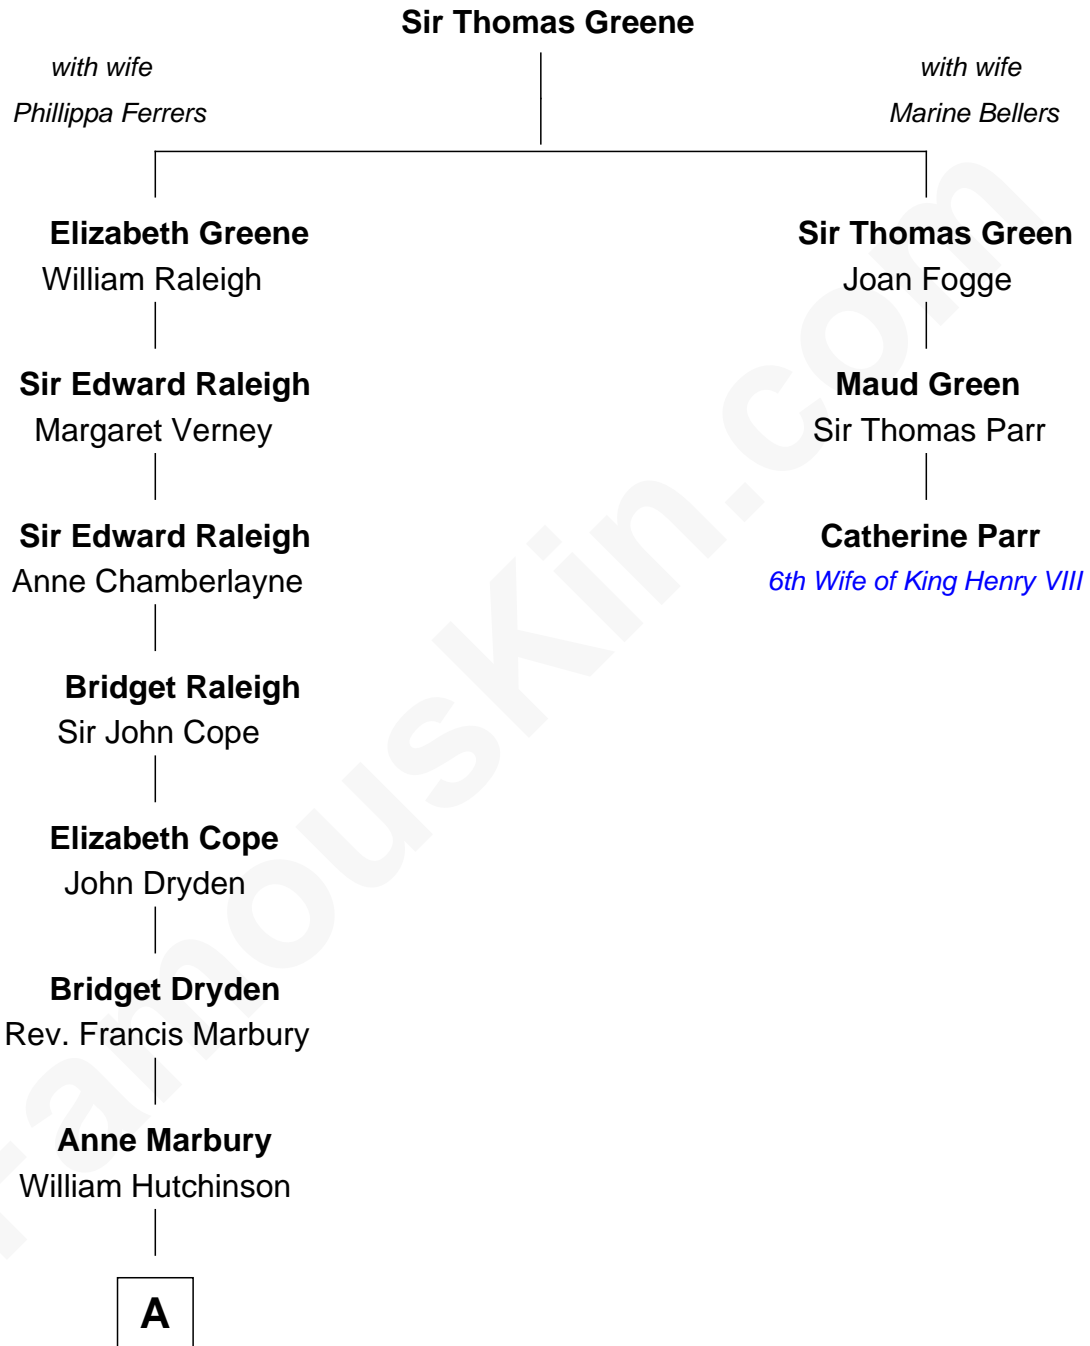 Sir Thomas Greene
with wife
Phillippa Ferrers
with wife
Marine Bellers
Elizabeth Greene
William Raleigh
Sir Thomas Green
Joan Fogge
Sir Edward Raleigh
Margaret Verney
Maud Green
Sir Thomas Parr
Sir Edward Raleigh
Anne Chamberlayne
Catherine Parr
6th Wife of King Henry VIII
Bridget Raleigh
Sir John Cope
Elizabeth Cope
John Dryden
Bridget Dryden
Rev. Francis Marbury
Anne Marbury
William Hutchinson
A
FamousKin.com